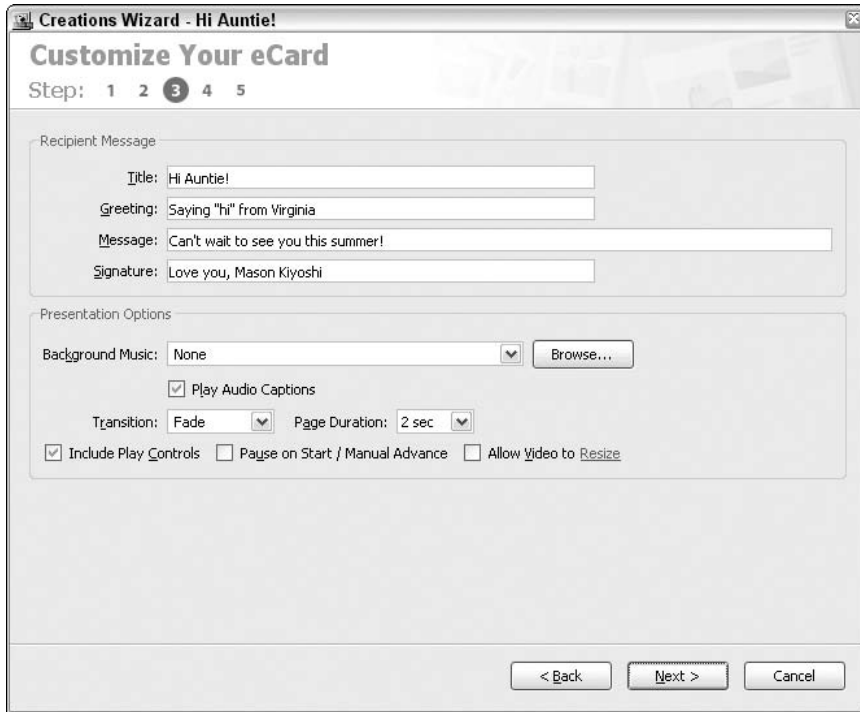 Creations Wizard - Hi Auntie!
Customize Your eCard
Step: 1 2 3 4 5
Recipient Message
Title: Hi Auntie!
Greeting: Saying "hi" from Virginia
Message: Can't wait to see you this summer!
Signature: Love you, Mason Kiyoshi
Presentation Options
Background Music: None Browse...
Play Audio Captions
Transition: Fade Page Duration: 2 sec
Include Play Controls Pause on Start / Manual Advance Allow Video to Resize
< Back Next > Cancel